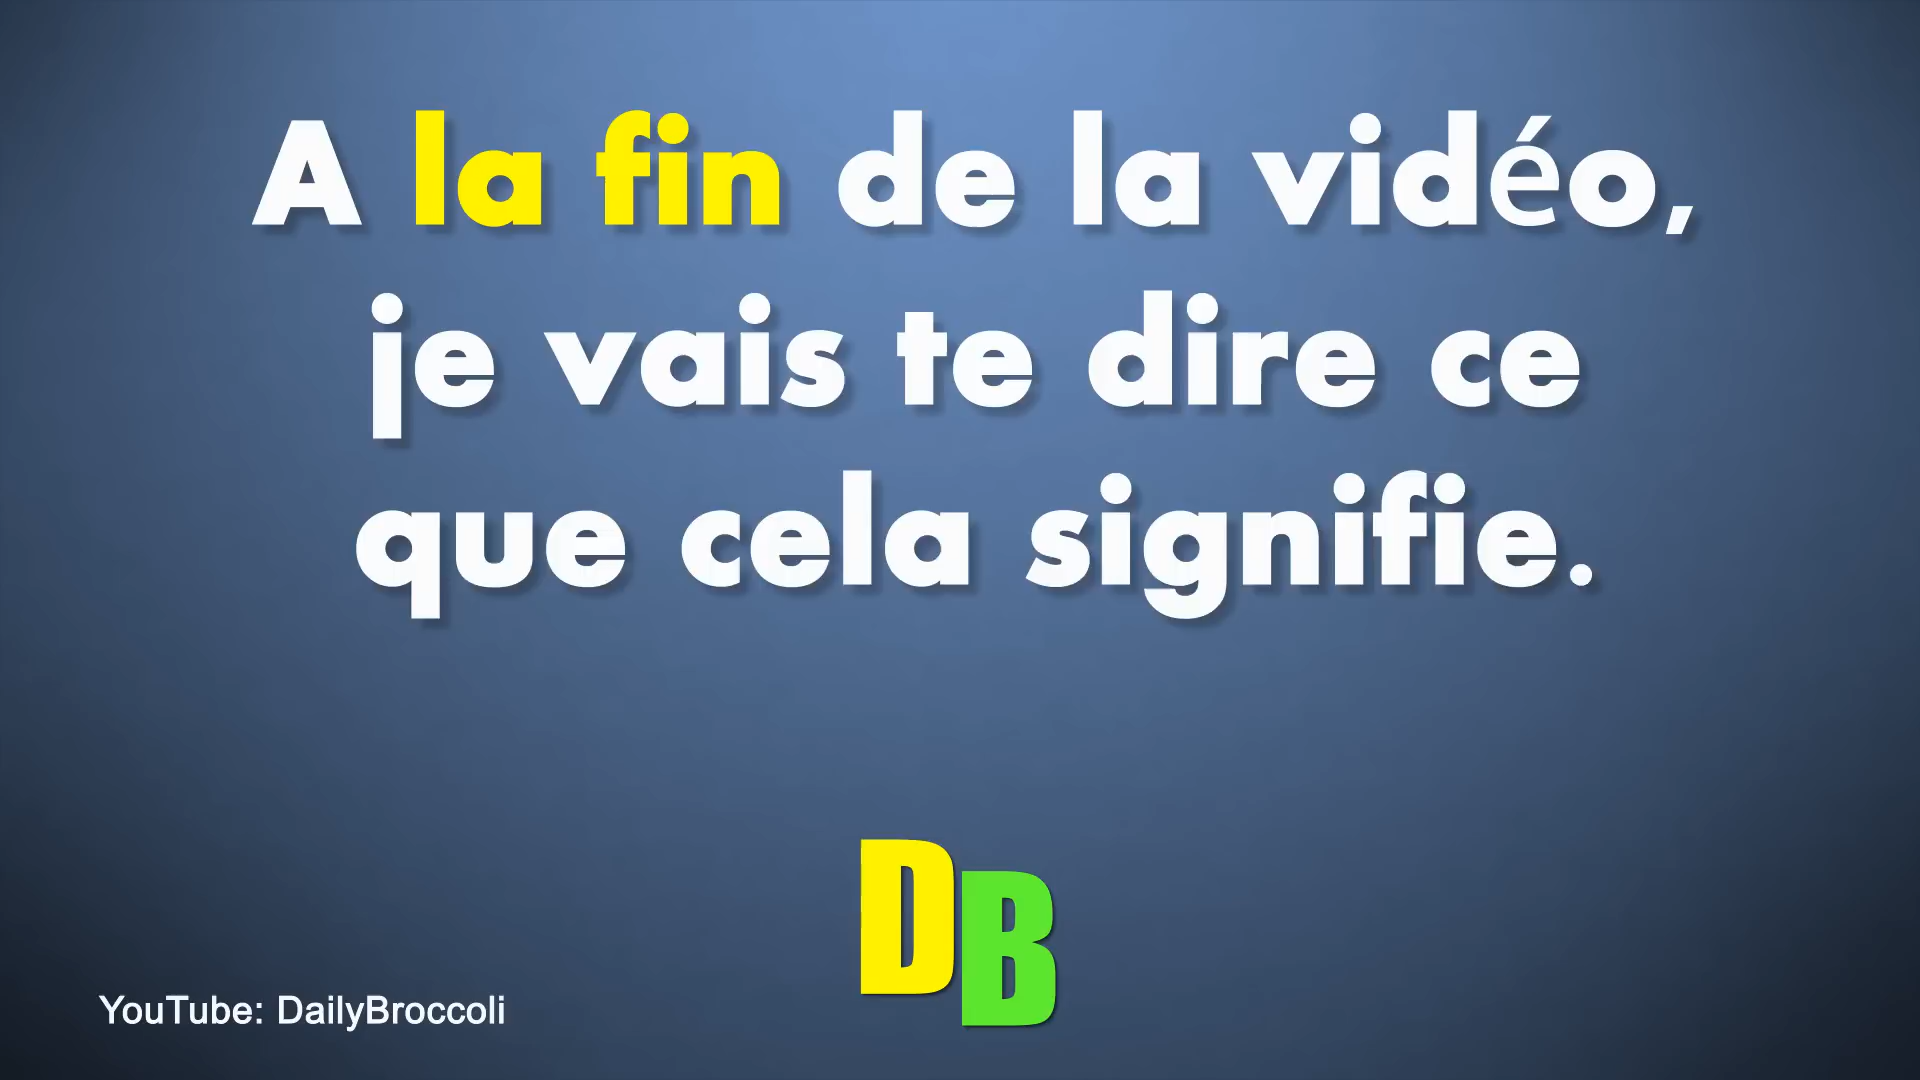 A la fin de la vidéo,
je vais te dire ce
que cela signifie.
DB
YouTube: DailyBroccoli